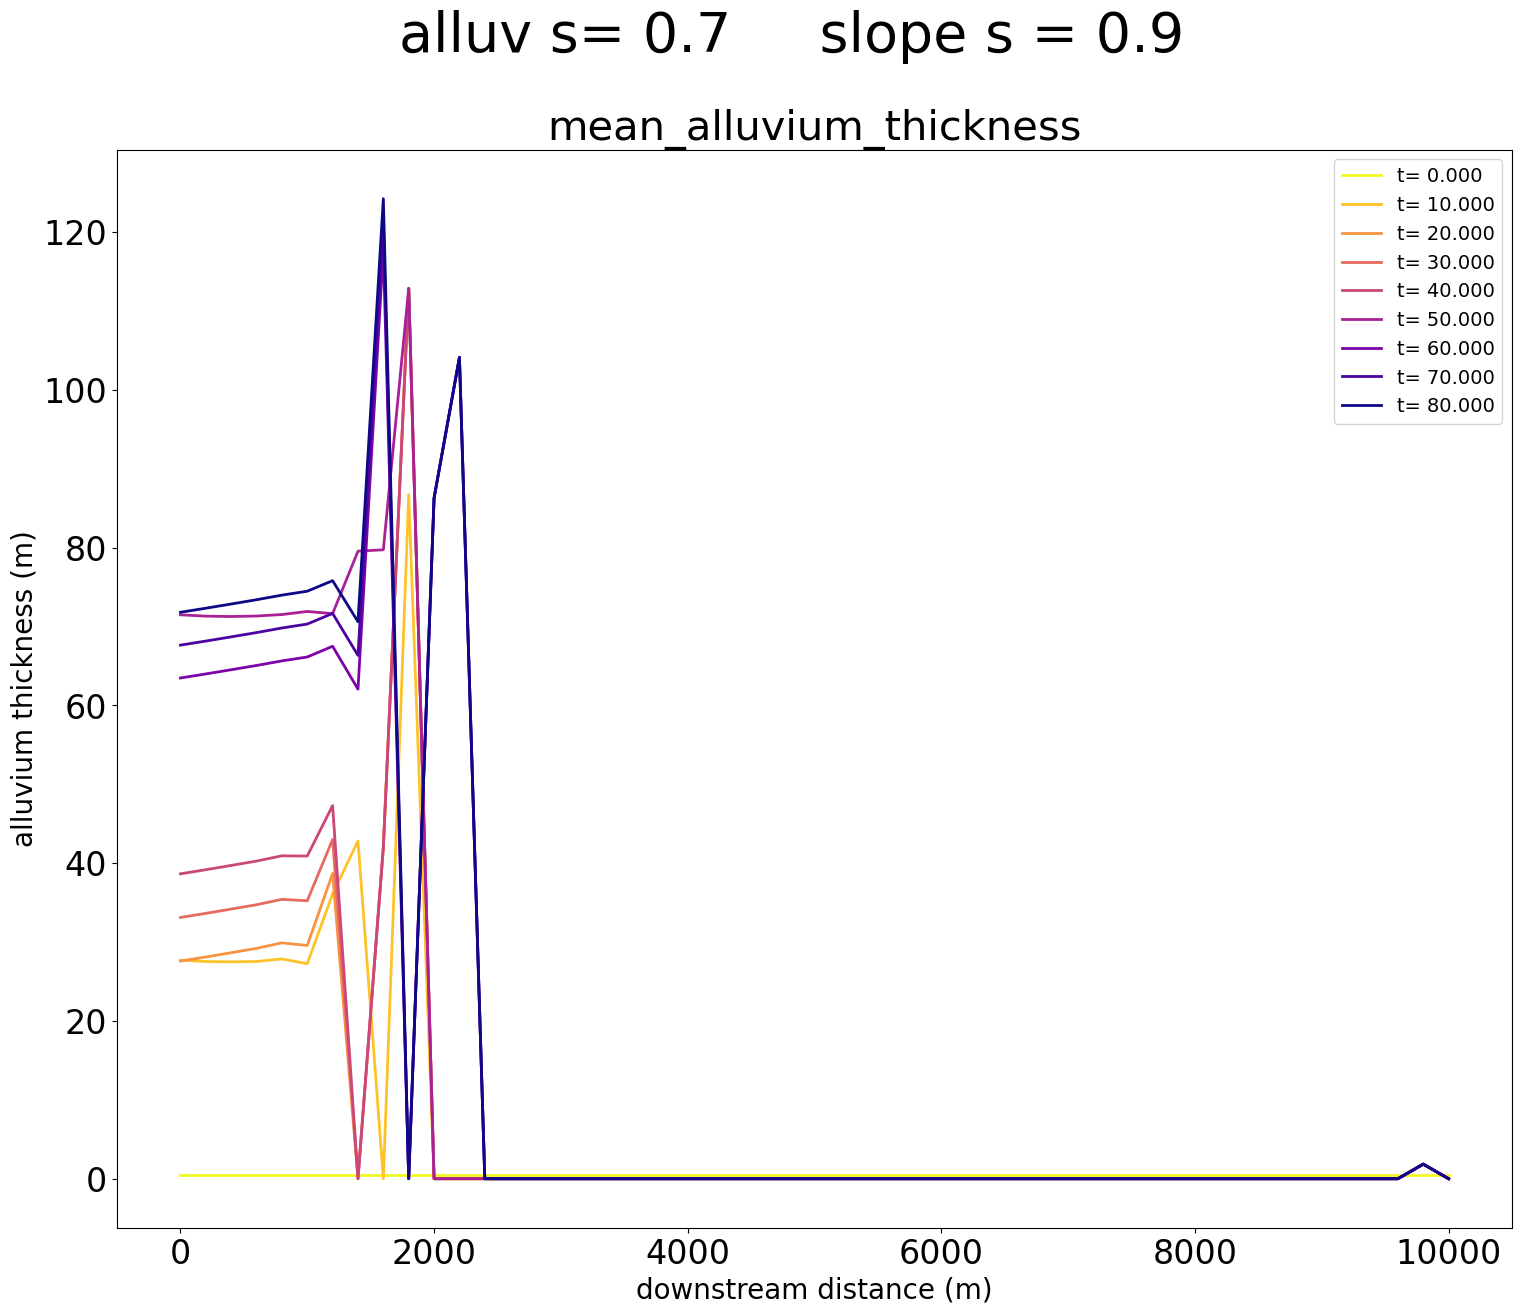 alluv s= 0.7     slope s = 0.9
mean_alluvium_thickness
t= 0.000
t= 10.000
t= 20.000
t= 30.000
t= 40.000
t= 50.000
t= 60.000
t= 70.000
t= 80.000
120
100
80
60
40
20
0
alluvium thickness (m)
0 2000 4000 6000 8000 10000
downstream distance (m)